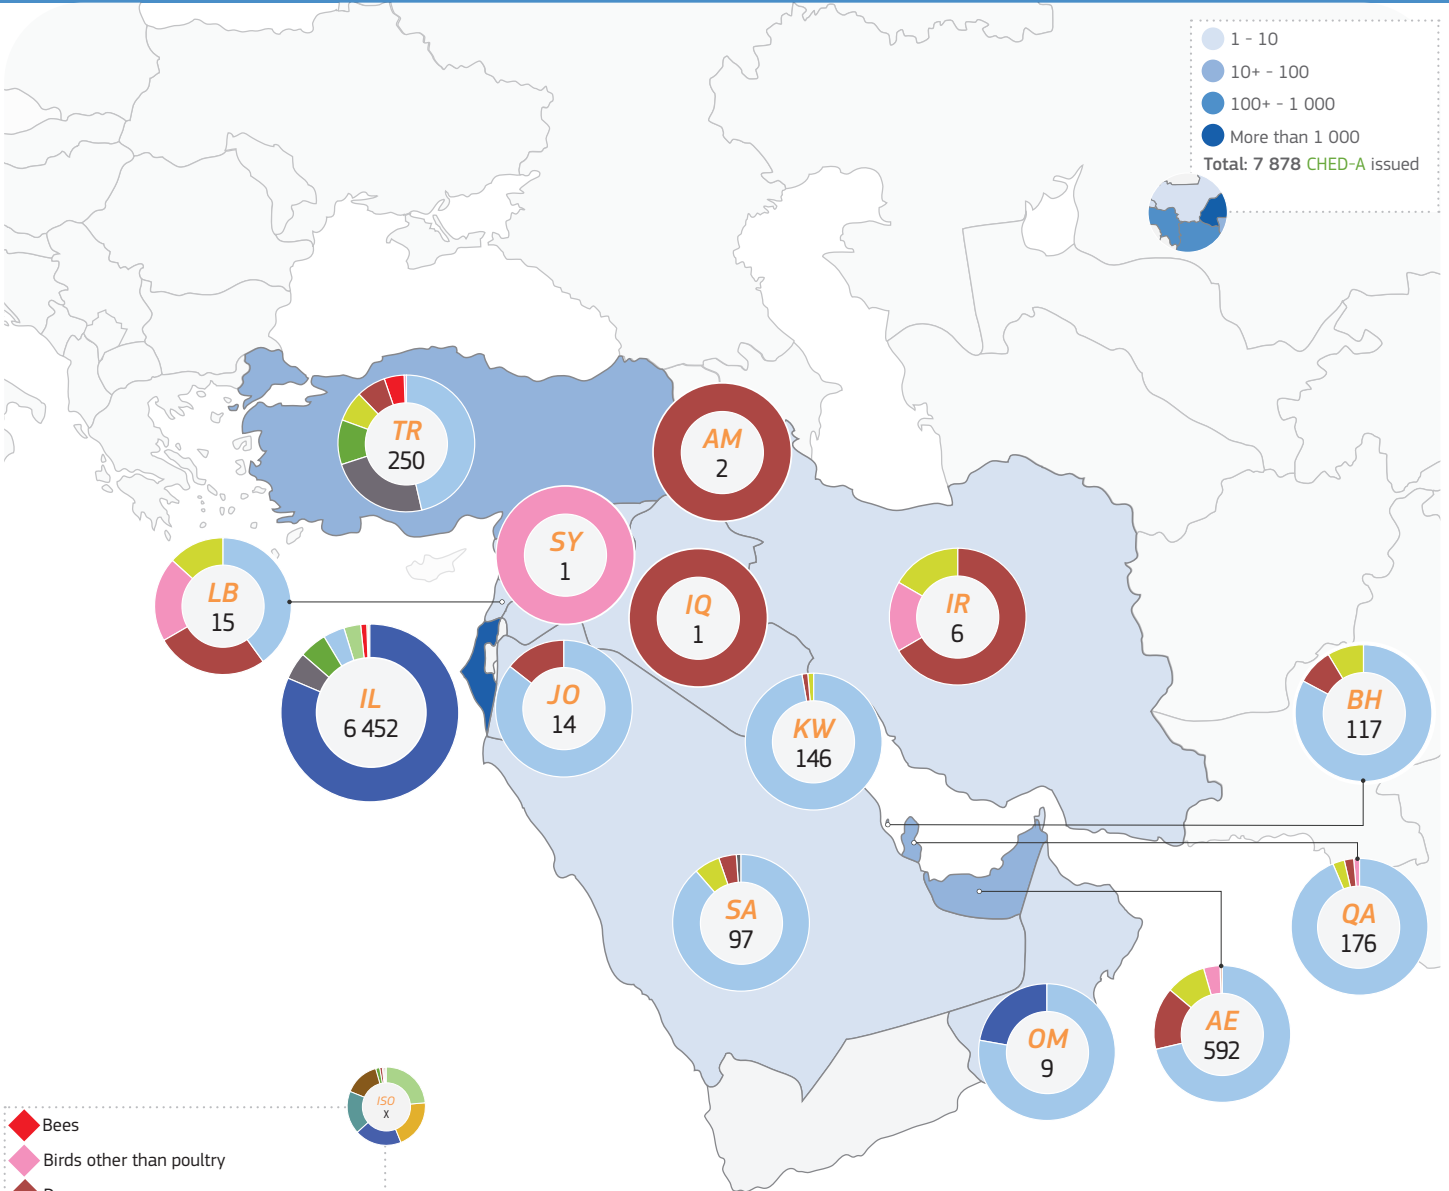 1 - 10
10+ - 100
100+ - 1 000
More than 1 000
Total: 7 878 CHED-A issued
TR
250
AM
2
SY
1
LB
15
IQ
1
IR
6
IL
6 452
JO
14
KW
146
BH
117
SA
97
QA
176
OM
9
AE
592
ISO
x
Bees
Birds other than poultry